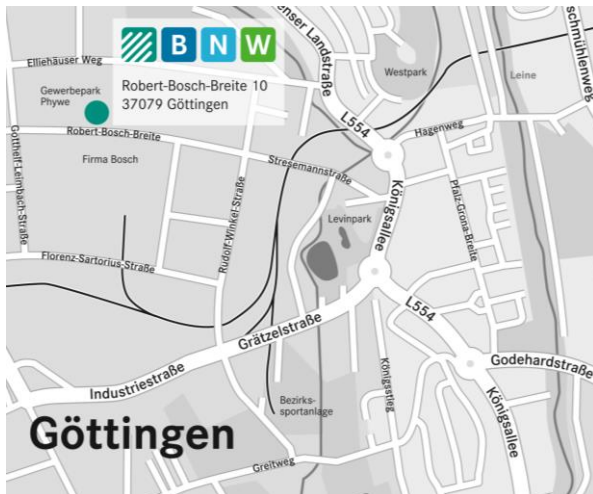 BNW
Robert-Bosch-Breite 10
37079 Göttingen
Elliehäuser Weg
Gewerbepark
Phywe
Robert-Bosch-Breite
Firma Bosch
Gotthelf-Leimbach-Straße
Florenz-Sartorius-Straße
Rudolf-Winkel-Straße
Stresemannstraße
Westpark
Leine
L554
Hagenweg
Königsallee
Pfalz-Grona-Breite
Levinpark
L554
Grätzelstraße
Industriestraße
Königsstieg
Godehardstraße
Königsallee
Bezirks-
sportanlage
Greitweg
Göttingen